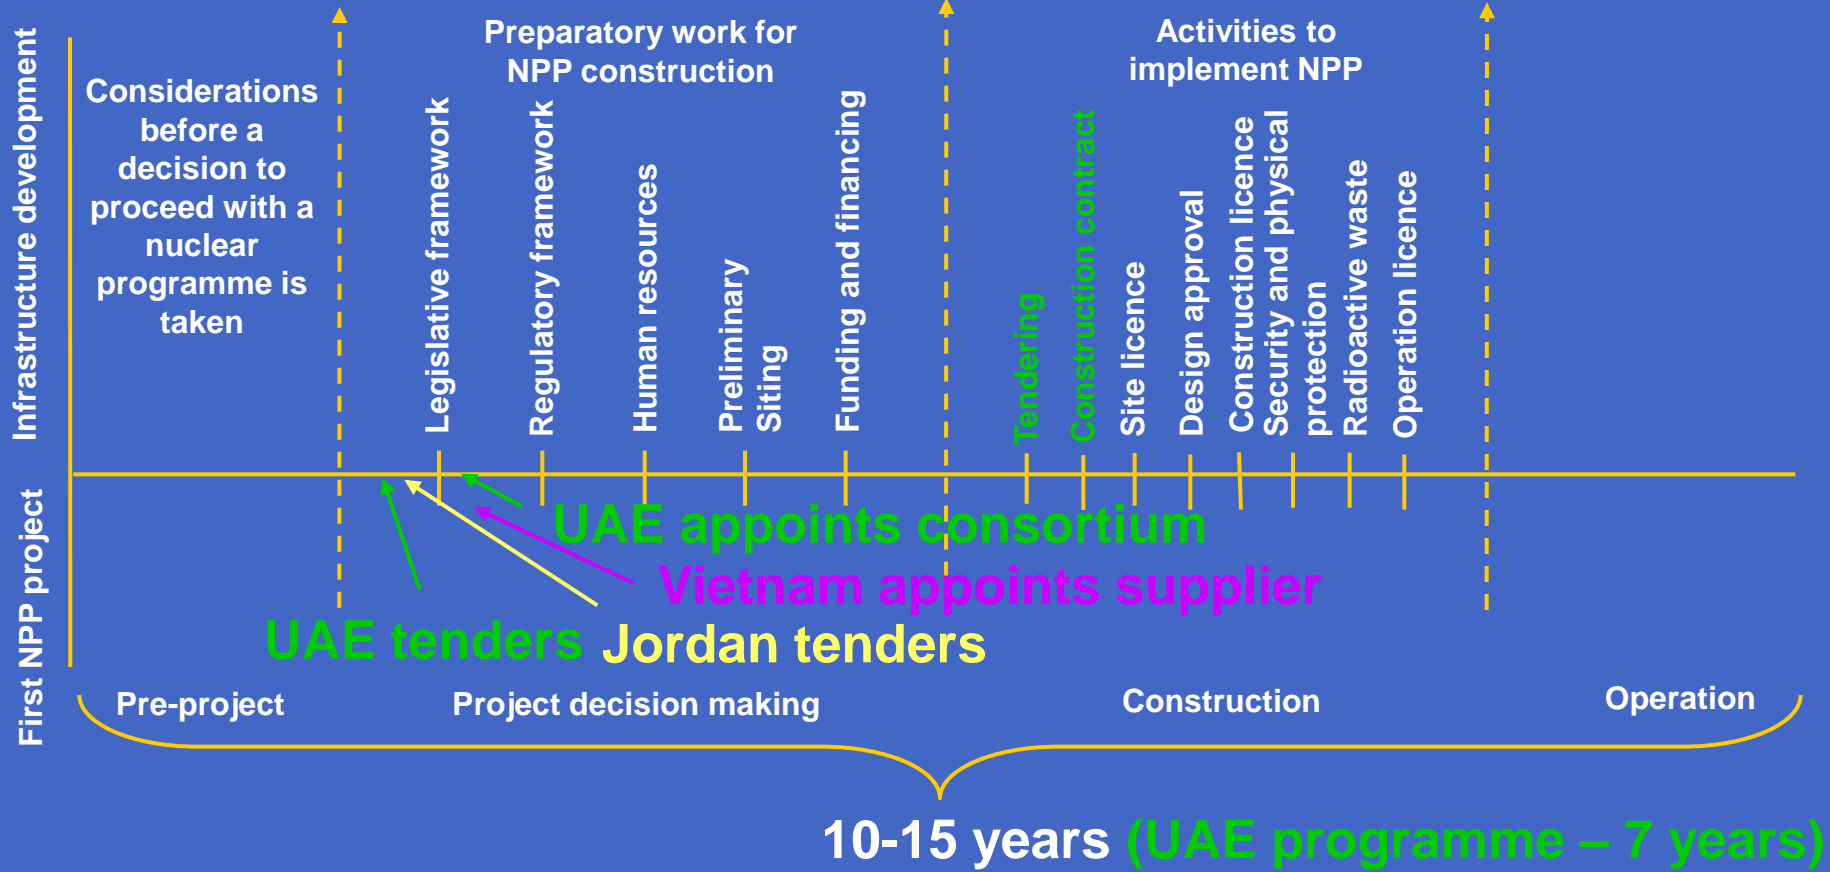 Infrastructure development
First NPP project
Considerations
before a
decision to
proceed with a
nuclear
programme is
taken
Preparatory work for
NPP construction
Legislative framework
Regulatory framework
Human resources
Preliminary
Siting
Funding and financing
Activities to
implement NPP
Tendering
Construction contract
Site licence
Design approval
Construction licence
Security and physical
protection
Radioactive waste
Operation licence
UAE appoints consortium
Vietnam appoints supplier
UAE tenders
Jordan tenders
Pre-project
Project decision making
Construction
Operation
10-15 years (UAE programme – 7 years)